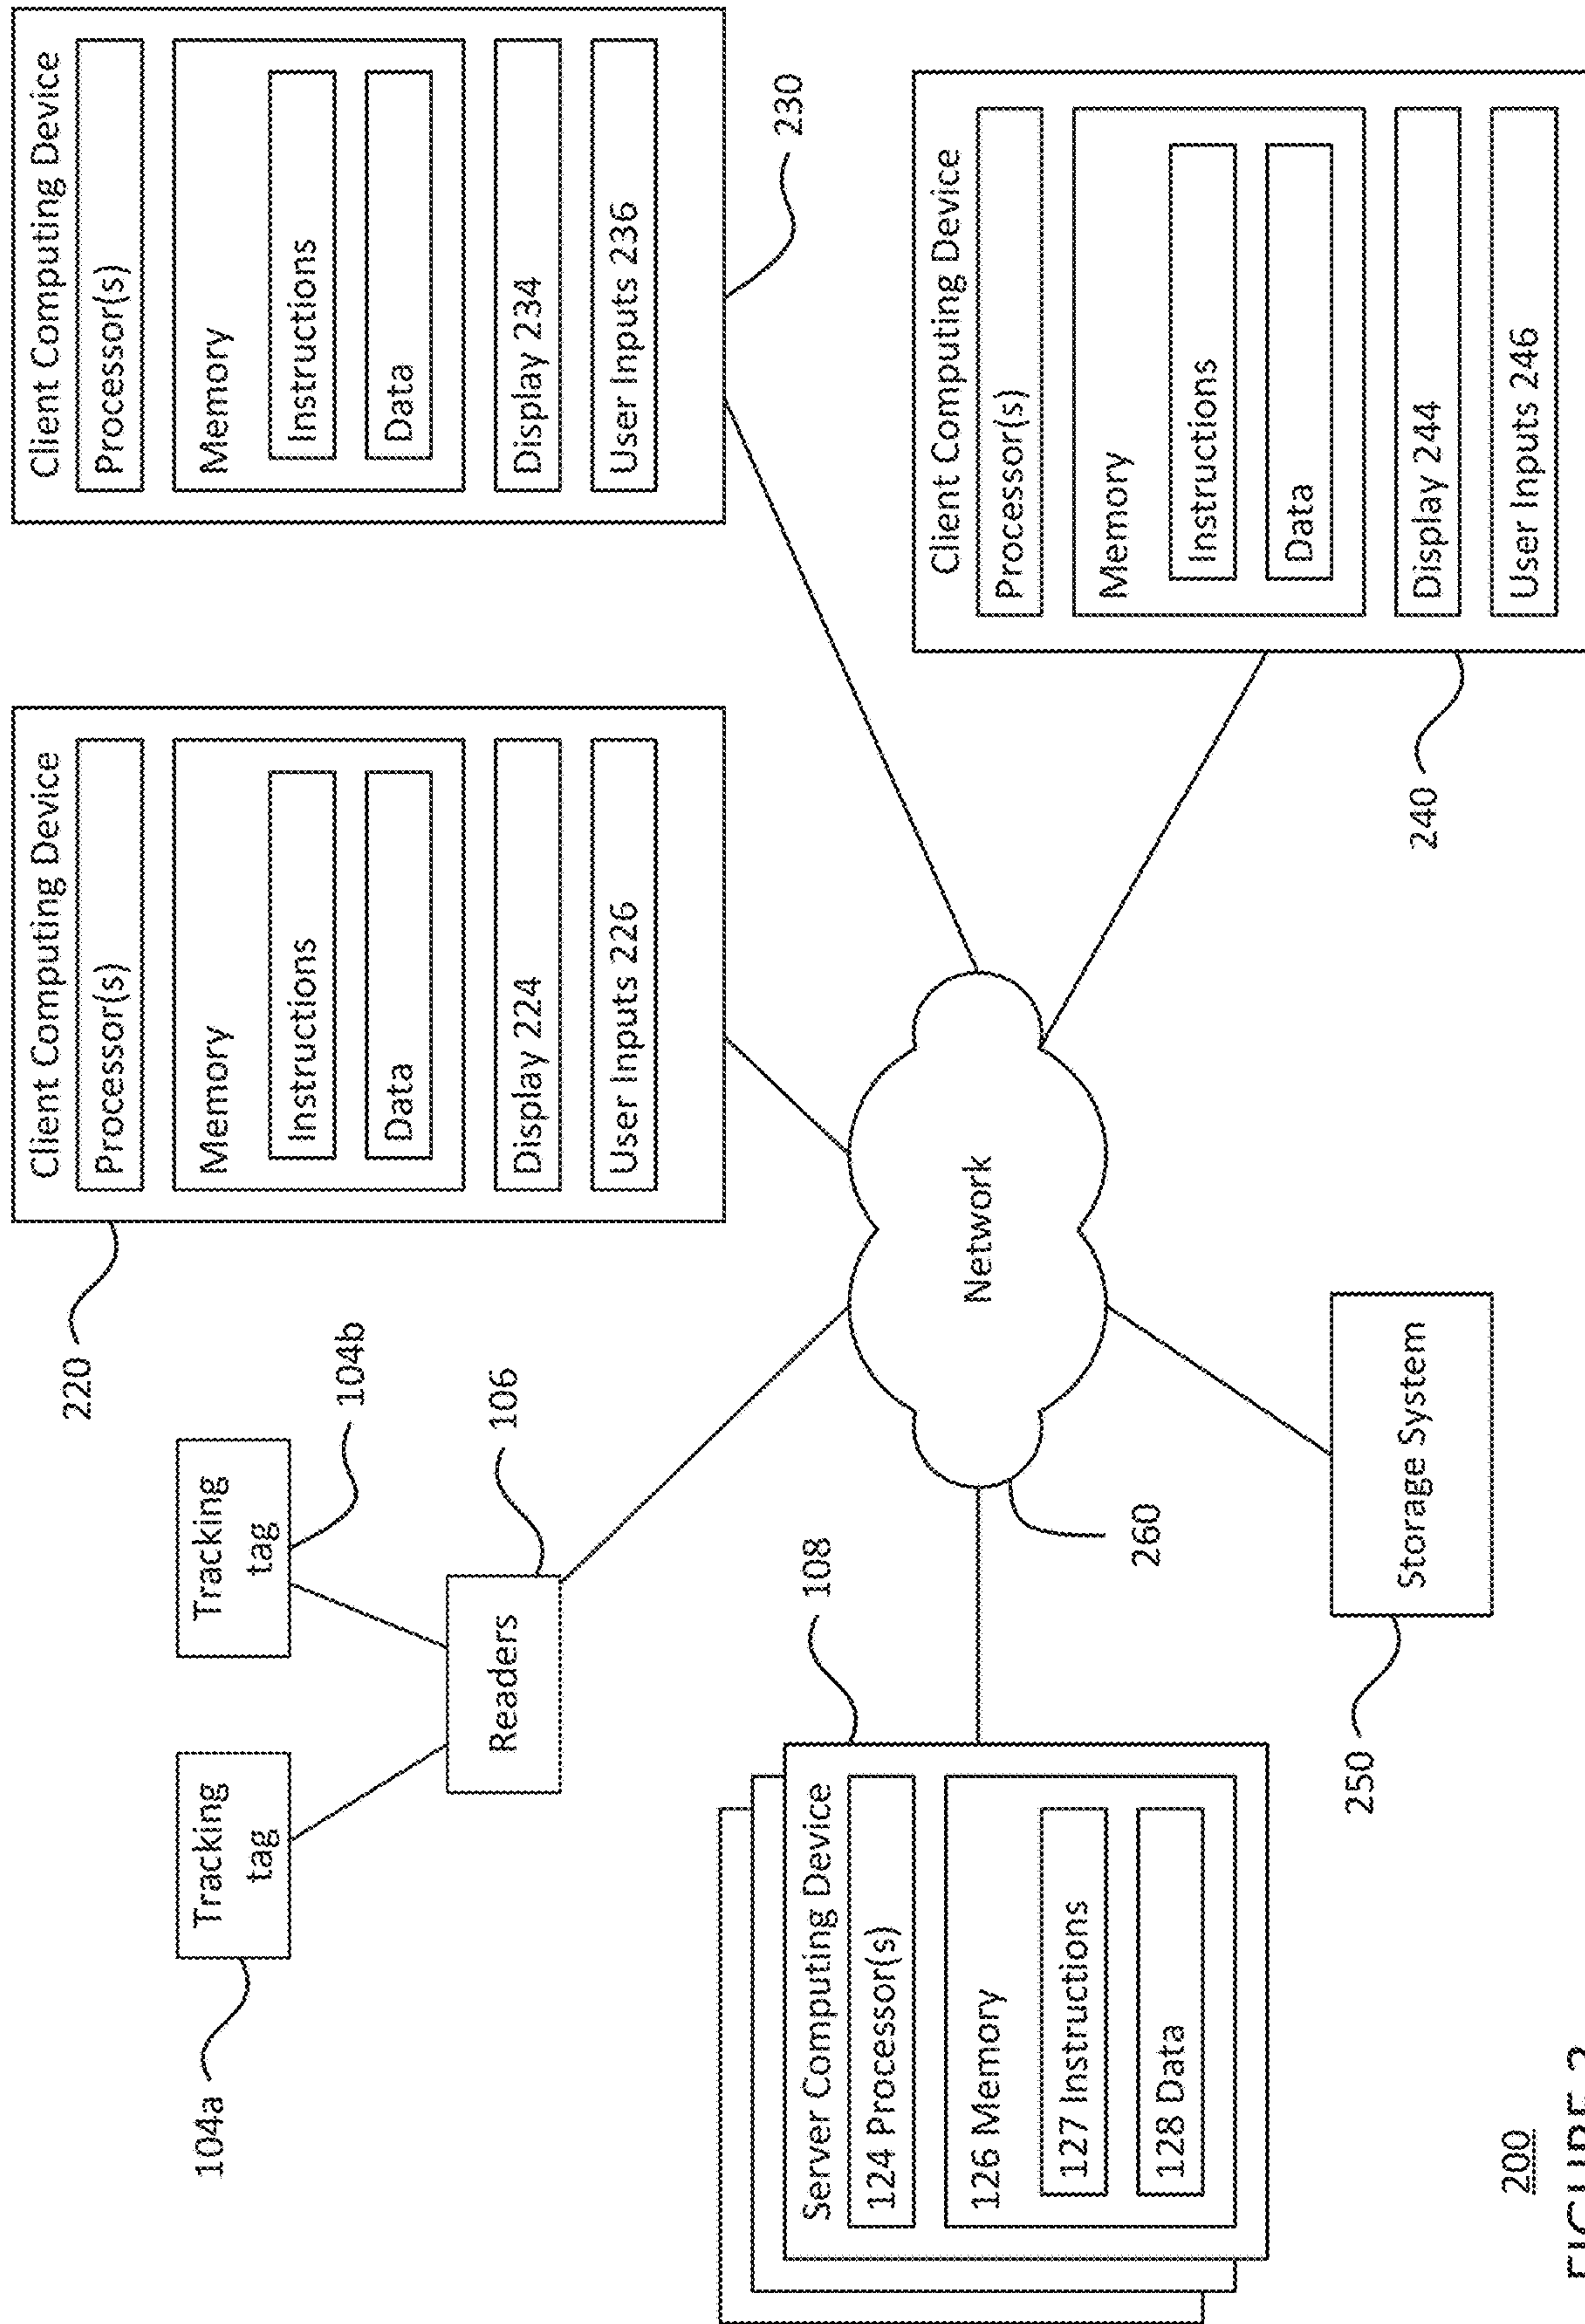 Tracking
tag
104a
Tracking
tag
104b
Readers
106
220
Client Computing Device
Processor(s)
Memory
Instructions
Data
Display 224
User Inputs 226
Client Computing Device
Processor(s)
Memory
Instructions
Data
Display 234
User Inputs 236
230
Server Computing Device
124 Processor(s)
126 Memory
127 Instructions
128 Data
108
Network
260
Storage System
250
Client Computing Device
Processor(s)
Memory
Instructions
Data
Display 244
User Inputs 246
240
200
FIGURE 2